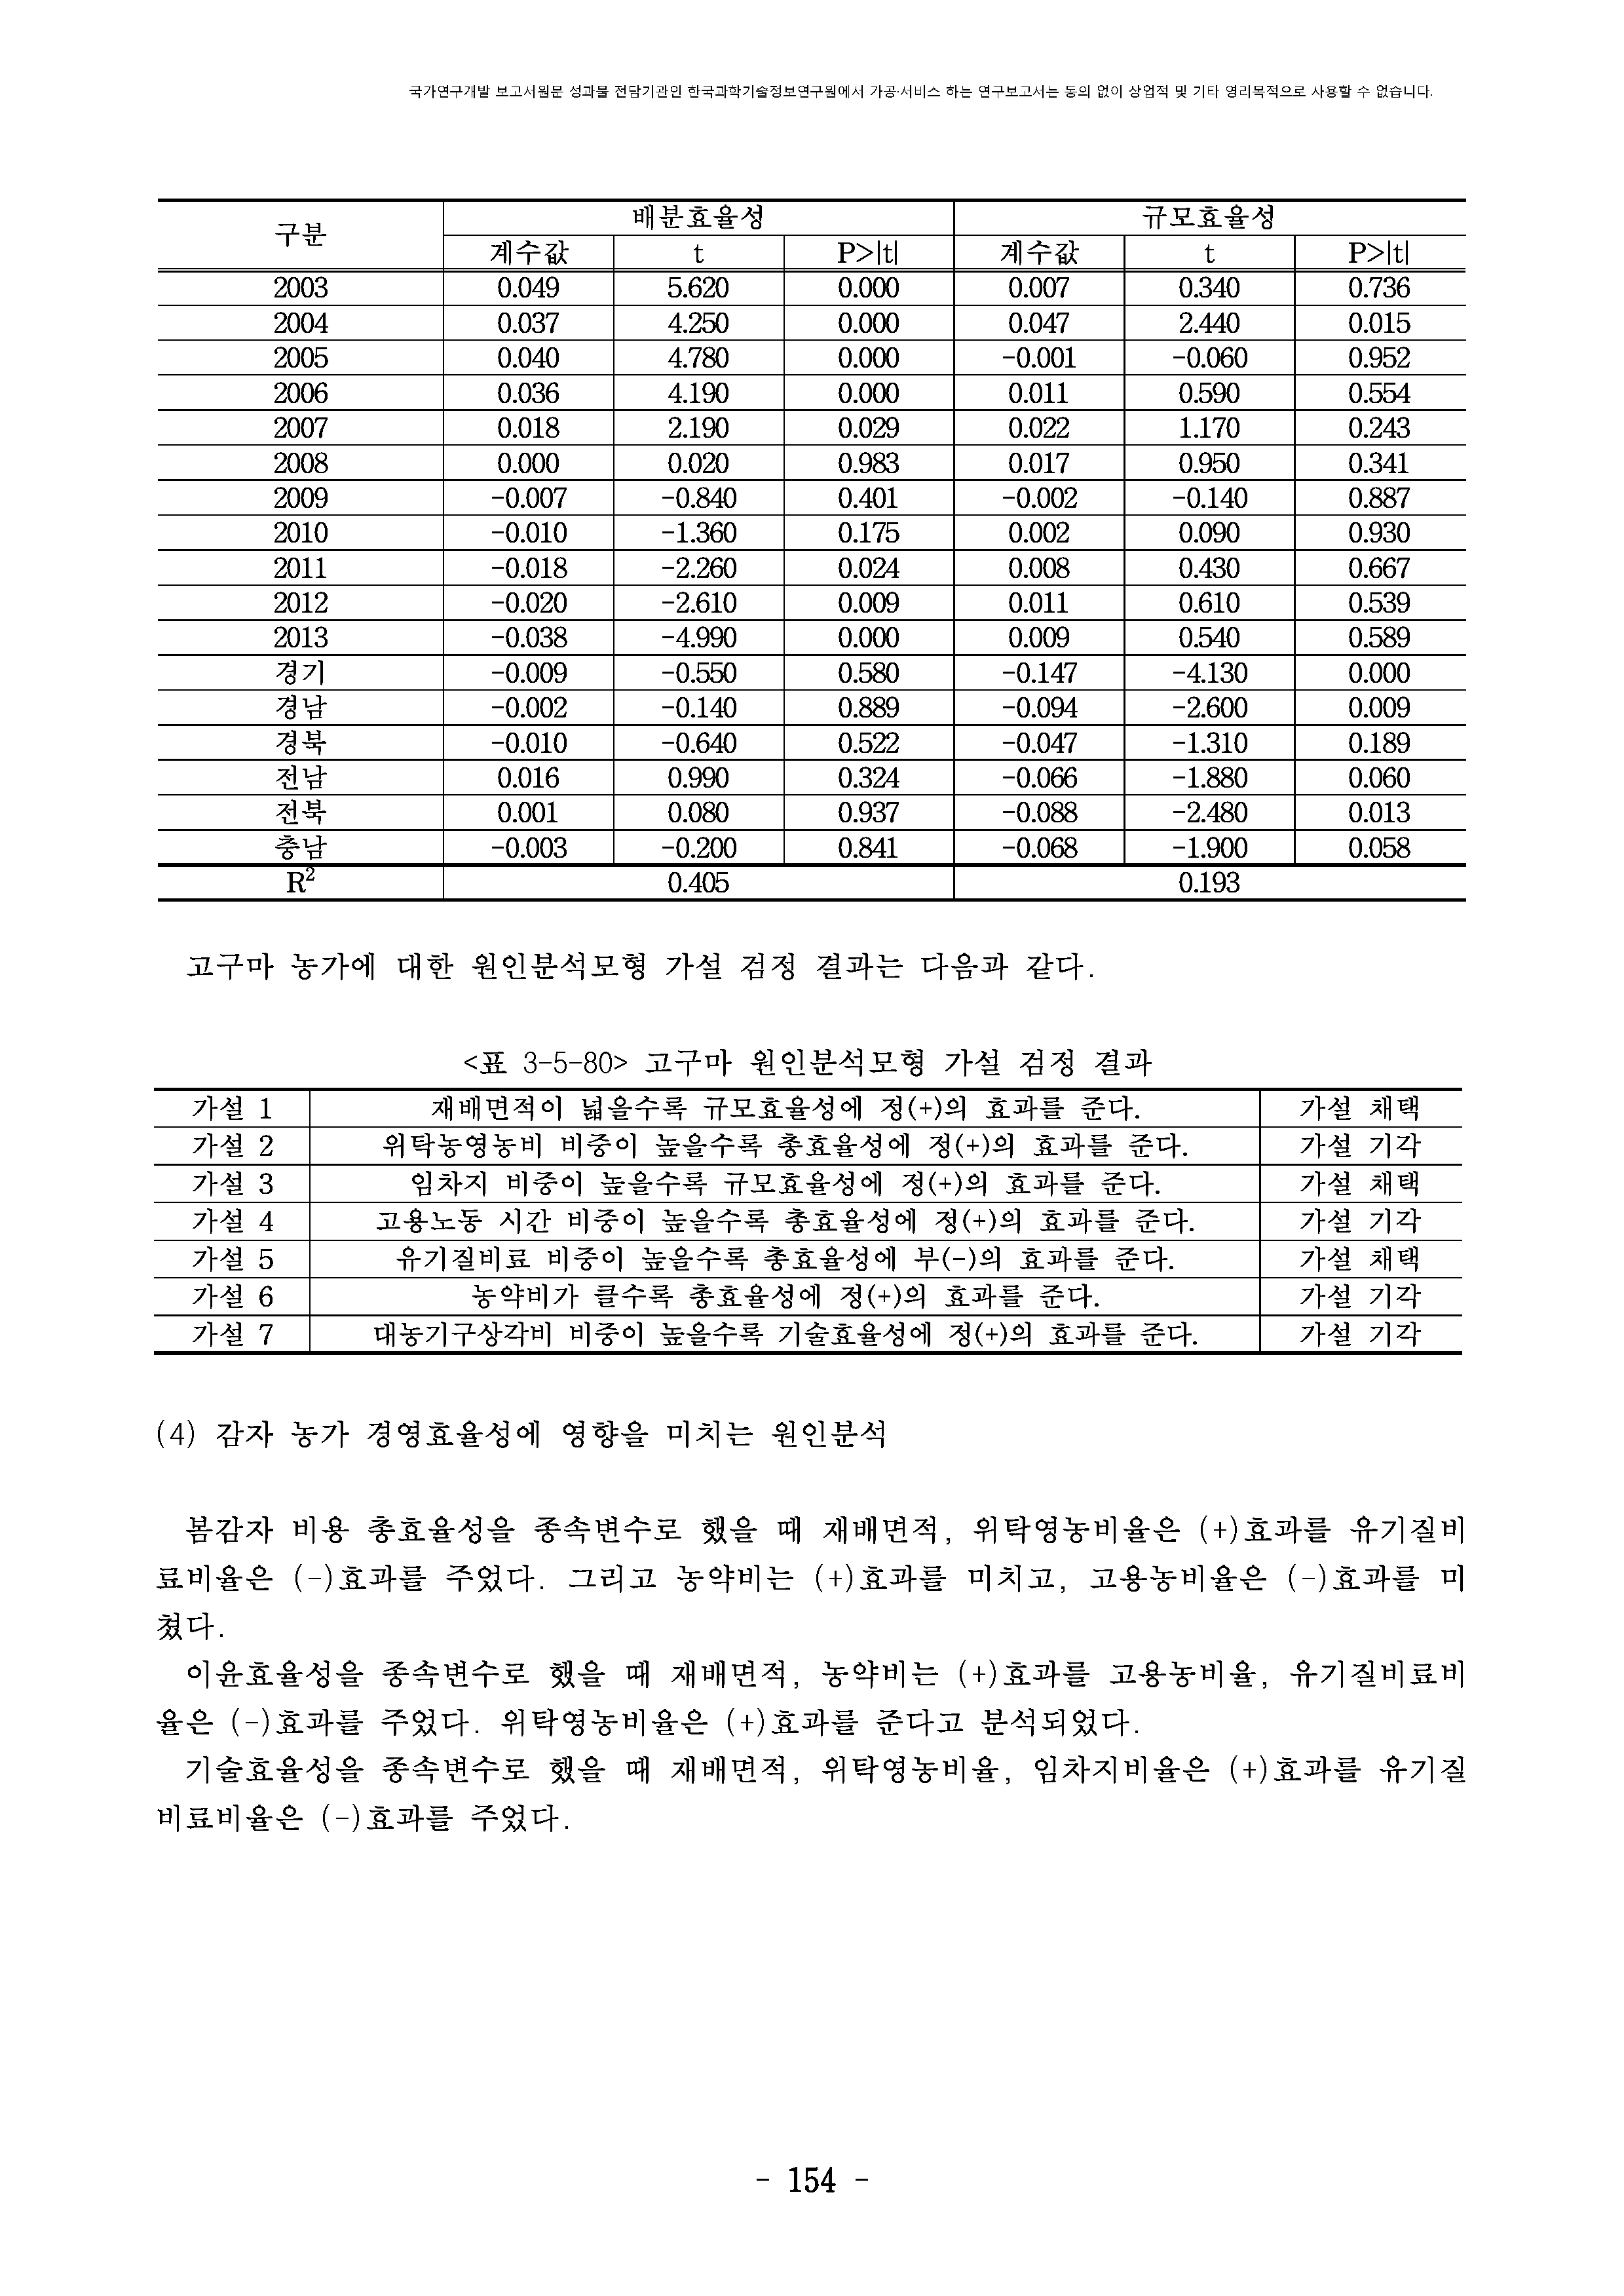 국가연구개발 보고서원문 성과물 전담기관인 한국과학기술정보연구원에서 가공·서비스 하는 연구보고서는 동의 없이 상업적 및 기타 영리목적으로 사용할 수 없습니다.
구분 배분효율성 규모효율성
계수값 t P>|t| 계수값 t P>|t|
2003 0.049 5.620 0.000 0.007 0.340 0.736
2004 0.037 4.250 0.000 0.047 2.440 0.015
2005 0.040 4.780 0.000 -0.001 -0.060 0.952
2006 0.036 4.190 0.000 0.011 0.590 0.554
2007 0.018 2.190 0.029 0.022 1.170 0.243
2008 0.000 0.020 0.983 0.017 0.950 0.341
2009 -0.007 -0.840 0.401 -0.002 -0.140 0.887
2010 -0.010 -1.360 0.175 0.002 0.090 0.930
2011 -0.018 -2.260 0.024 0.008 0.430 0.667
2012 -0.020 -2.610 0.009 0.011 0.610 0.539
2013 -0.038 -4.990 0.000 0.009 0.540 0.589
경기 -0.009 -0.550 0.580 -0.147 -4.130 0.000
경남 -0.002 -0.140 0.889 -0.094 -2.600 0.009
경북 -0.010 -0.640 0.522 -0.047 -1.310 0.189
전남 0.016 0.990 0.324 -0.066 -1.880 0.060
전북 0.001 0.080 0.937 -0.088 -2.480 0.013
충남 -0.003 -0.200 0.841 -0.068 -1.900 0.058
R² 0.405 0.193
고구마 농가에 대한 원인분석모형 가설 검정 결과는 다음과 같다.
<표 3-5-80> 고구마 원인분석모형 가설 검정 결과
가설 1 재배면적이 넓을수록 규모효율성에 정(+)의 효과를 준다. 가설 채택
가설 2 위탁농영농비 비중이 높을수록 총효율성에 정(+)의 효과를 준다. 가설 기각
가설 3 임차지 비중이 높을수록 규모효율성에 정(+)의 효과를 준다. 가설 채택
가설 4 고용노동 시간 비중이 높을수록 총효율성에 정(+)의 효과를 준다. 가설 기각
가설 5 유기질비료 비중이 높을수록 총효율성에 부(-)의 효과를 준다. 가설 채택
가설 6 농약비가 클수록 총효율성에 정(+)의 효과를 준다. 가설 기각
가설 7 대농기구상각비 비중이 높을수록 기술효율성에 정(+)의 효과를 준다. 가설 기각
(4) 감자 농가 경영효율성에 영향을 미치는 원인분석
봄감자 비용 총효율성을 종속변수로 했을 때 재배면적, 위탁영농비율은 (+)효과를 유기질비
료비율은 (-)효과를 주었다. 그리고 농약비는 (+)효과를 미치고, 고용농비율은 (-)효과를 미
쳤다.
이윤효율성을 종속변수로 했을 때 재배면적, 농약비는 (+)효과를 고용농비율, 유기질비료비
율은 (-)효과를 주었다. 위탁영농비율은 (+)효과를 준다고 분석되었다.
기술효율성을 종속변수로 했을 때 재배면적, 위탁영농비율, 임차지비율은 (+)효과를 유기질
비료비율은 (-)효과를 주었다.
- 154 -